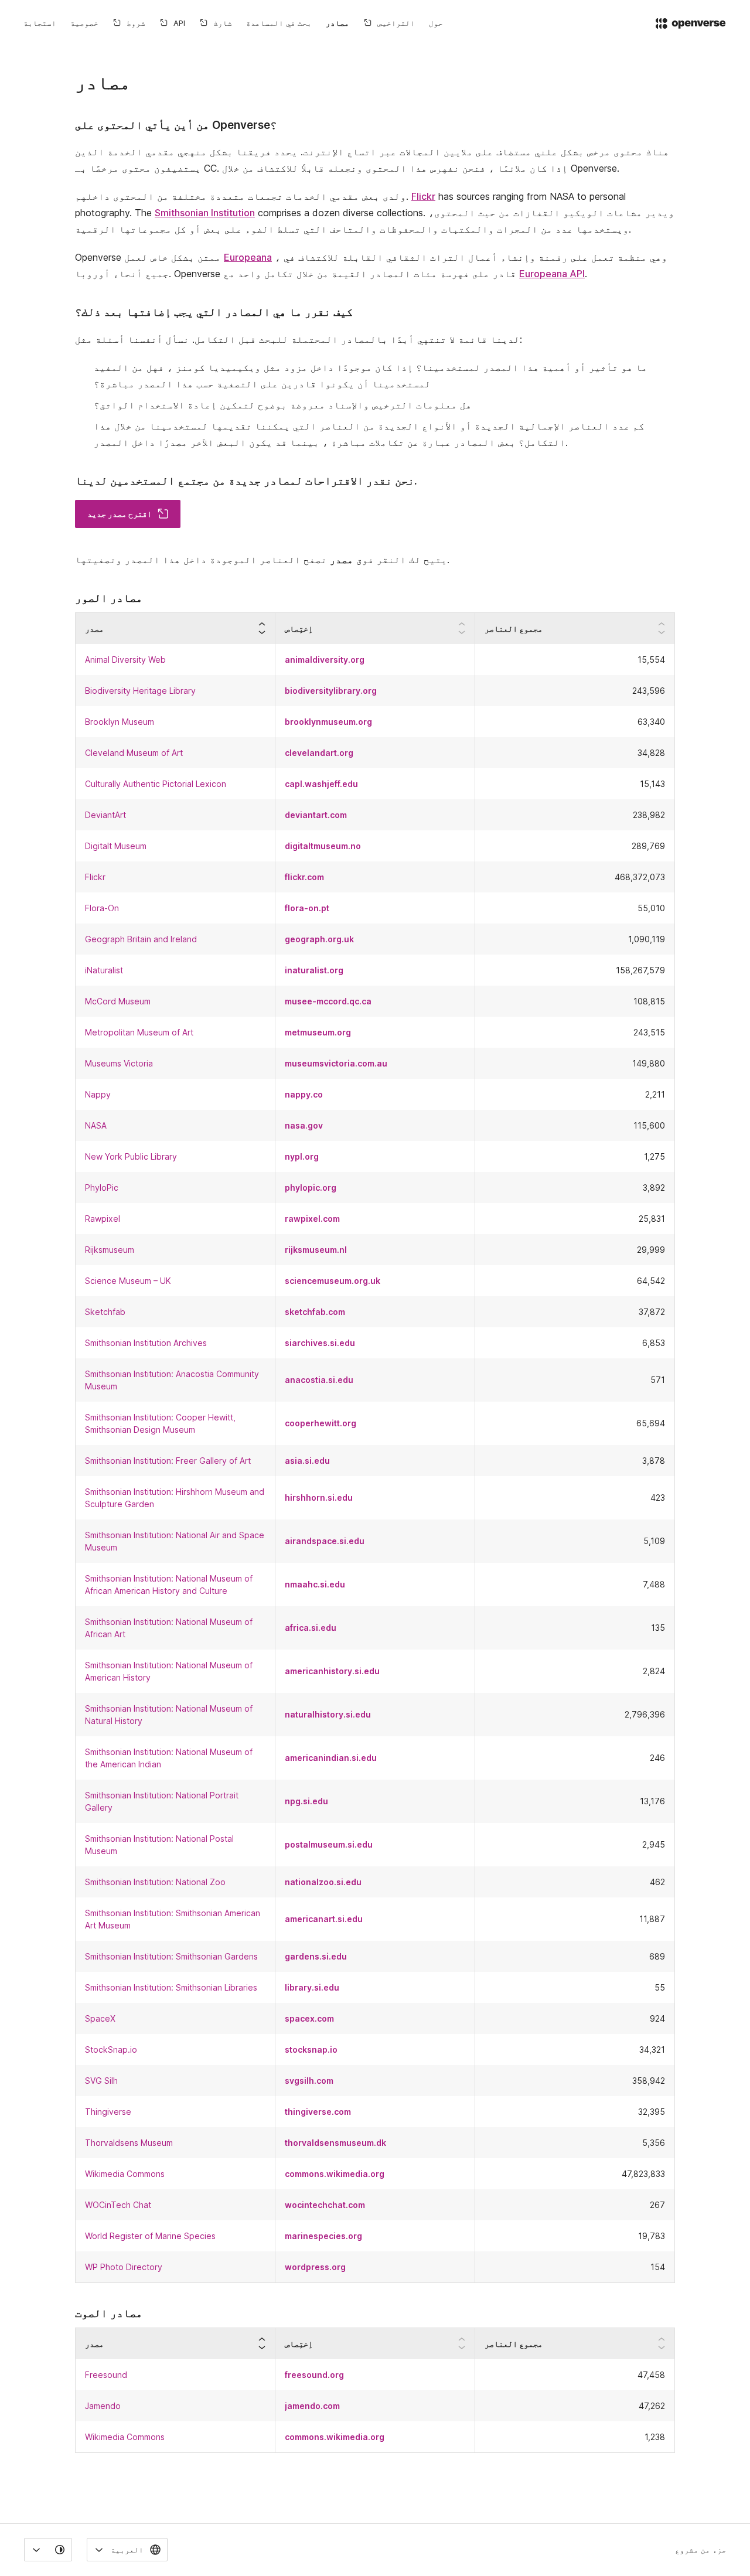 openverse
حول
التراخيص
مصادر
بحث في المساعدة
شارك
API
شروط
خصوصية
استجابة
مصادر
من أين يأتي المحتوى على Openverse؟
هناك محتوى مرخص بشكل علني مستضاف على ملايين المجالات عبر اتساع الإنترنت. يحدد فريقنا بشكل منهجي مقدمي الخدمة الذين
يستضيفون محتوى مرخصًا بـ CC. إذا كان ملائمًا ، فنحن نفهرس هذا المحتوى ونجعله قابلاً للاكتشاف من خلال Openverse.
ولدى بعض مقدمي الخدمات تجمعات متعددة مختلفة من المحتوى داخلهم. Flickr has sources ranging from NASA to personal
photography. The Smithsonian Institution comprises a dozen diverse collections. ويدير مشاعات الويكيو القفازات من حيث المحتوى،
ويستخدمها عدد من المجرات والمكتبات والمحفوظات والمتاحف التي تسلط الضوء على بعض أو كل مجموعاتها الرقمية.
Openverse ممتن بشكل خاص لعمل Europeana ، وهي منظمة تعمل على رقمنة وإنشاء أعمال التراث الثقافي القابلة للاكتشاف في
جميع أنحاء أوروبا. Openverse قادر على فهرسة مئات المصادر القيمة من خلال تكامل واحد مع Europeana API.
كيف نقرر ما هي المصادر التي يجب إضافتها بعد ذلك؟
لدينا قائمة لا تنتهي أبدًا بالمصادر المحتملة للبحث قبل التكامل. نسأل أنفسنا أسئلة مثل:
ما هو تأثير أو أهمية هذا المصدر لمستخدمينا؟ إذا كان موجودًا داخل مزود مثل ويكيميديا كومنز ، فهل من المفيد
لمستخدمينا أن يكونوا قادرين على التصفية حسب هذا المصدر مباشرة؟
هل معلومات الترخيص والإسناد معروضة بوضوح لتمكين إعادة الاستخدام الواثق؟
كم عدد العناصر الإجمالية الجديدة أو الأنواع الجديدة من العناصر التي يمكننا تقديمها لمستخدمينا من خلال هذا
التكامل؟ بعض المصادر عبارة عن تكاملات مباشرة ، بينما قد يكون البعض الآخر مصدرًا داخل المصدر.
نحن نقدر الاقتراحات لمصادر جديدة من مجتمع المستخدمين لدينا.
اقترح مصدر جديد
يتيح لك النقر فوق مصدر تصفح العناصر الموجودة داخل هذا المصدر وتصفيتها.
مصادر الصور
مصدر إختِصاص مجموع العناصر
Animal Diversity Web animaldiversity.org 15,554
Biodiversity Heritage Library biodiversitylibrary.org 243,596
Brooklyn Museum brooklynmuseum.org 63,340
Cleveland Museum of Art clevelandart.org 34,828
Culturally Authentic Pictorial Lexicon capl.washjeff.edu 15,143
DeviantArt deviantart.com 238,982
Digitalt Museum digitaltmuseum.no 289,769
Flickr flickr.com 468,372,073
Flora-On flora-on.pt 55,010
Geograph Britain and Ireland geograph.org.uk 1,090,119
iNaturalist inaturalist.org 158,267,579
McCord Museum musee-mccord.qc.ca 108,815
Metropolitan Museum of Art metmuseum.org 243,515
Museums Victoria museumsvictoria.com.au 149,880
Nappy nappy.co 2,211
NASA nasa.gov 115,600
New York Public Library nypl.org 1,275
PhyloPic phylopic.org 3,892
Rawpixel rawpixel.com 25,831
Rijksmuseum rijksmuseum.nl 29,999
Science Museum – UK sciencemuseum.org.uk 64,542
Sketchfab sketchfab.com 37,872
Smithsonian Institution Archives siarchives.si.edu 6,853
Smithsonian Institution: Anacostia Community
Museum anacostia.si.edu 571
Smithsonian Institution: Cooper Hewitt,
Smithsonian Design Museum cooperhewitt.org 65,694
Smithsonian Institution: Freer Gallery of Art asia.si.edu 3,878
Smithsonian Institution: Hirshhorn Museum and
Sculpture Garden hirshhorn.si.edu 423
Smithsonian Institution: National Air and Space
Museum airandspace.si.edu 5,109
Smithsonian Institution: National Museum of
African American History and Culture nmaahc.si.edu 7,488
Smithsonian Institution: National Museum of
African Art africa.si.edu 135
Smithsonian Institution: National Museum of
American History americanhistory.si.edu 2,824
Smithsonian Institution: National Museum of
Natural History naturalhistory.si.edu 2,796,396
Smithsonian Institution: National Museum of
the American Indian americanindian.si.edu 246
Smithsonian Institution: National Portrait
Gallery npg.si.edu 13,176
Smithsonian Institution: National Postal
Museum postalmuseum.si.edu 2,945
Smithsonian Institution: National Zoo nationalzoo.si.edu 462
Smithsonian Institution: Smithsonian American
Art Museum americanart.si.edu 11,887
Smithsonian Institution: Smithsonian Gardens gardens.si.edu 689
Smithsonian Institution: Smithsonian Libraries library.si.edu 55
SpaceX spacex.com 924
StockSnap.io stocksnap.io 34,321
SVG Silh svgsilh.com 358,942
Thingiverse thingiverse.com 32,395
Thorvaldsens Museum thorvaldsensmuseum.dk 5,356
Wikimedia Commons commons.wikimedia.org 47,823,833
WOCinTech Chat wocintechchat.com 267
World Register of Marine Species marinespecies.org 19,783
WP Photo Directory wordpress.org 154
مصادر الصوت
مصدر إختِصاص مجموع العناصر
Freesound freesound.org 47,458
Jamendo jamendo.com 47,262
Wikimedia Commons commons.wikimedia.org 1,238
جزء من مشروع
العربية